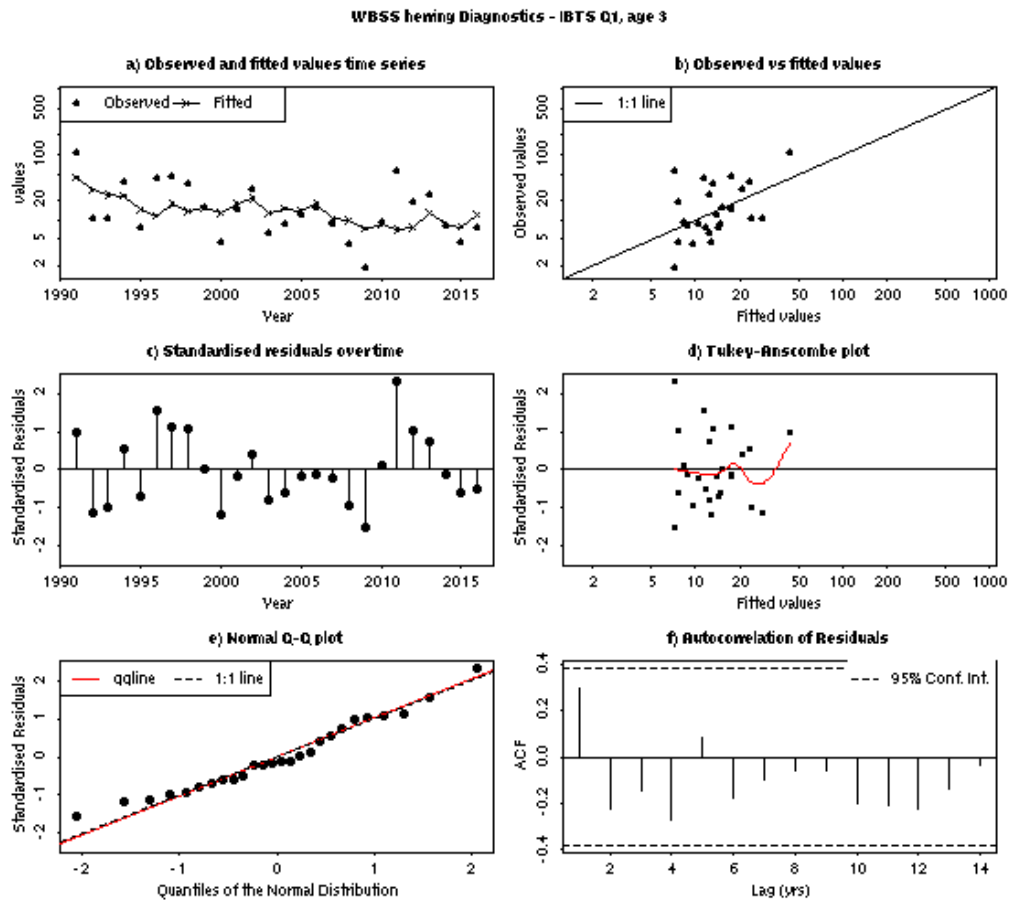 WBSS herring Diagnostics - IBTS Q1, age 3
a) Observed and fitted values time series
Observed Fitted
values
500
100
20
5
2
1990 1995 2000 2005 2010 2015
Year
b) Observed vs fitted values
1:1 line
Observed values
500
100
50
20
10
5
2
2 5 10 20 50 100 200 500 1000
Fitted values
c) Standardised residuals over time
Standardised Residuals
2
1
0
-1
-2
1990 1995 2000 2005 2010 2015
Year
d) Tukey-Anscombe plot
Standardised Residuals
2
1
0
-1
-2
2 5 10 20 50 100 200 500 1000
Fitted values
e) Normal Q-Q plot
qqline 1:1 line
Standardised Residuals
2
1
0
-1
-2
-2 -1 0 1 2
Quantiles of the Normal Distribution
f) Autocorrelation of Residuals
95% Conf. Int.
ACF
0.4
0.2
0.0
-0.2
-0.4
2 4 6 8 10 12 14
Lag (yrs)